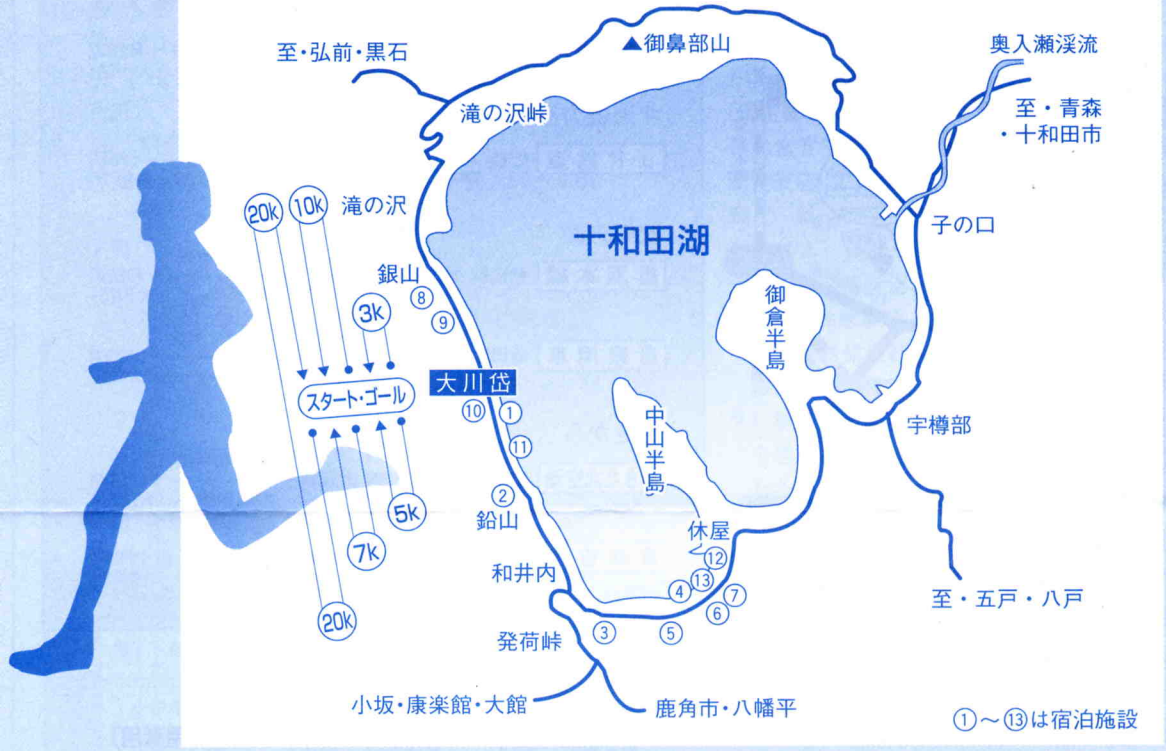 ▲御鼻部山
至・弘前・黒石
奥入瀬渓流
至・青森
・十和田市
滝の沢峠
20k
10k
滝の沢
子の口
十和田湖
銀山
⑧
⑨
3k
御倉半島
大川岱
スタート・ゴール
⑩
①
⑪
中山半島
宇樽部
②
鉛山
5k
7k
20k
休屋
⑫
⑬
④
⑦
⑥
和井内
③
⑤
発荷峠
至・五戸・八戸
小坂・康楽館・大館
鹿角市・八幡平
①～⑬は宿泊施設